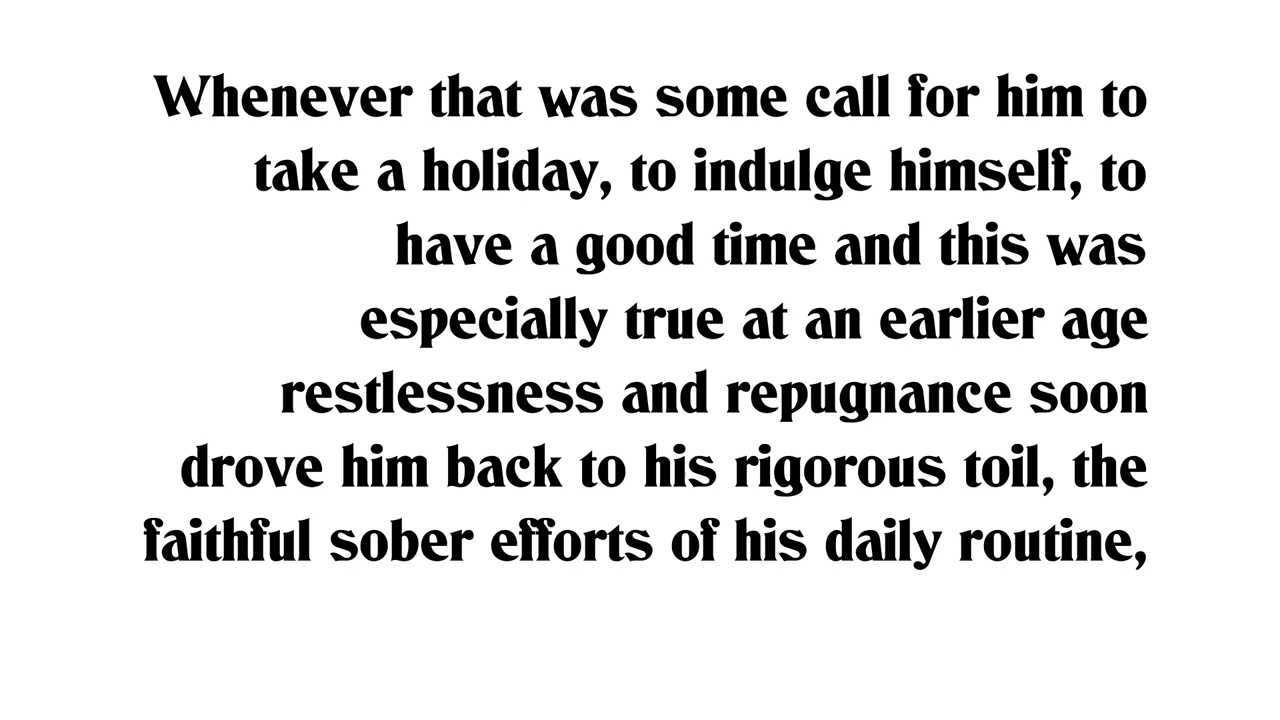 Whenever that was some call for him to
take a holiday, to indulge himself, to
have a good time and this was
especially true at an earlier age
restlessness and repugnance soon
drove him back to his rigorous toil, the
faithful sober efforts of his daily routine,